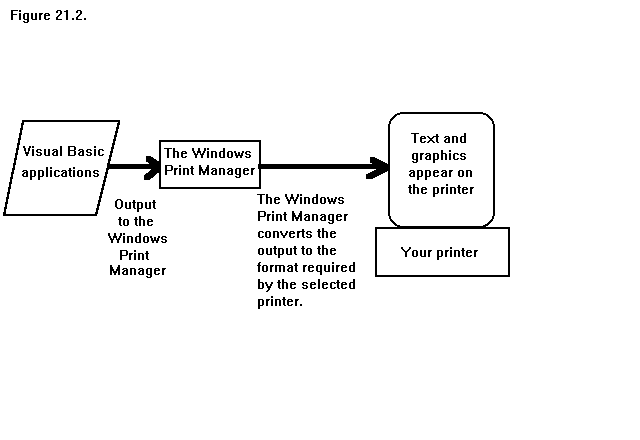 Figure 21.2.
Visual Basic
applications
Output
to the
Windows
Print
Manager
The Windows
Print Manager
The Windows
Print Manager
converts the
output to the
format required
by the selected
printer.
Text and
graphics
appear on
the printer
Your printer